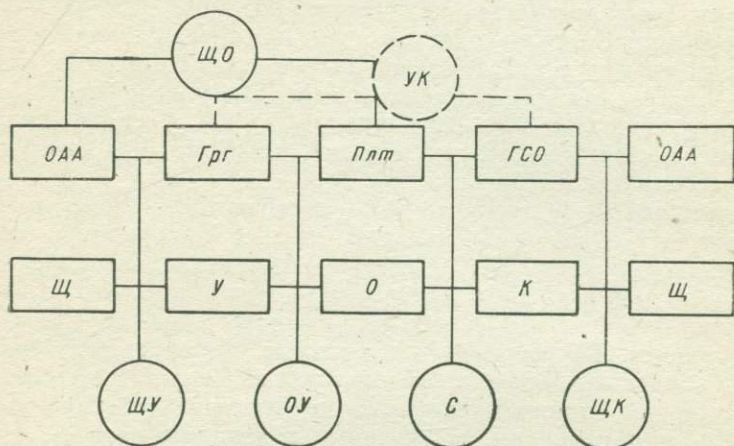 ЩО
УК
ОАА Грг Плт ГСО ОАА
Щ У О К Щ
ЩУ ОУ С ЩК